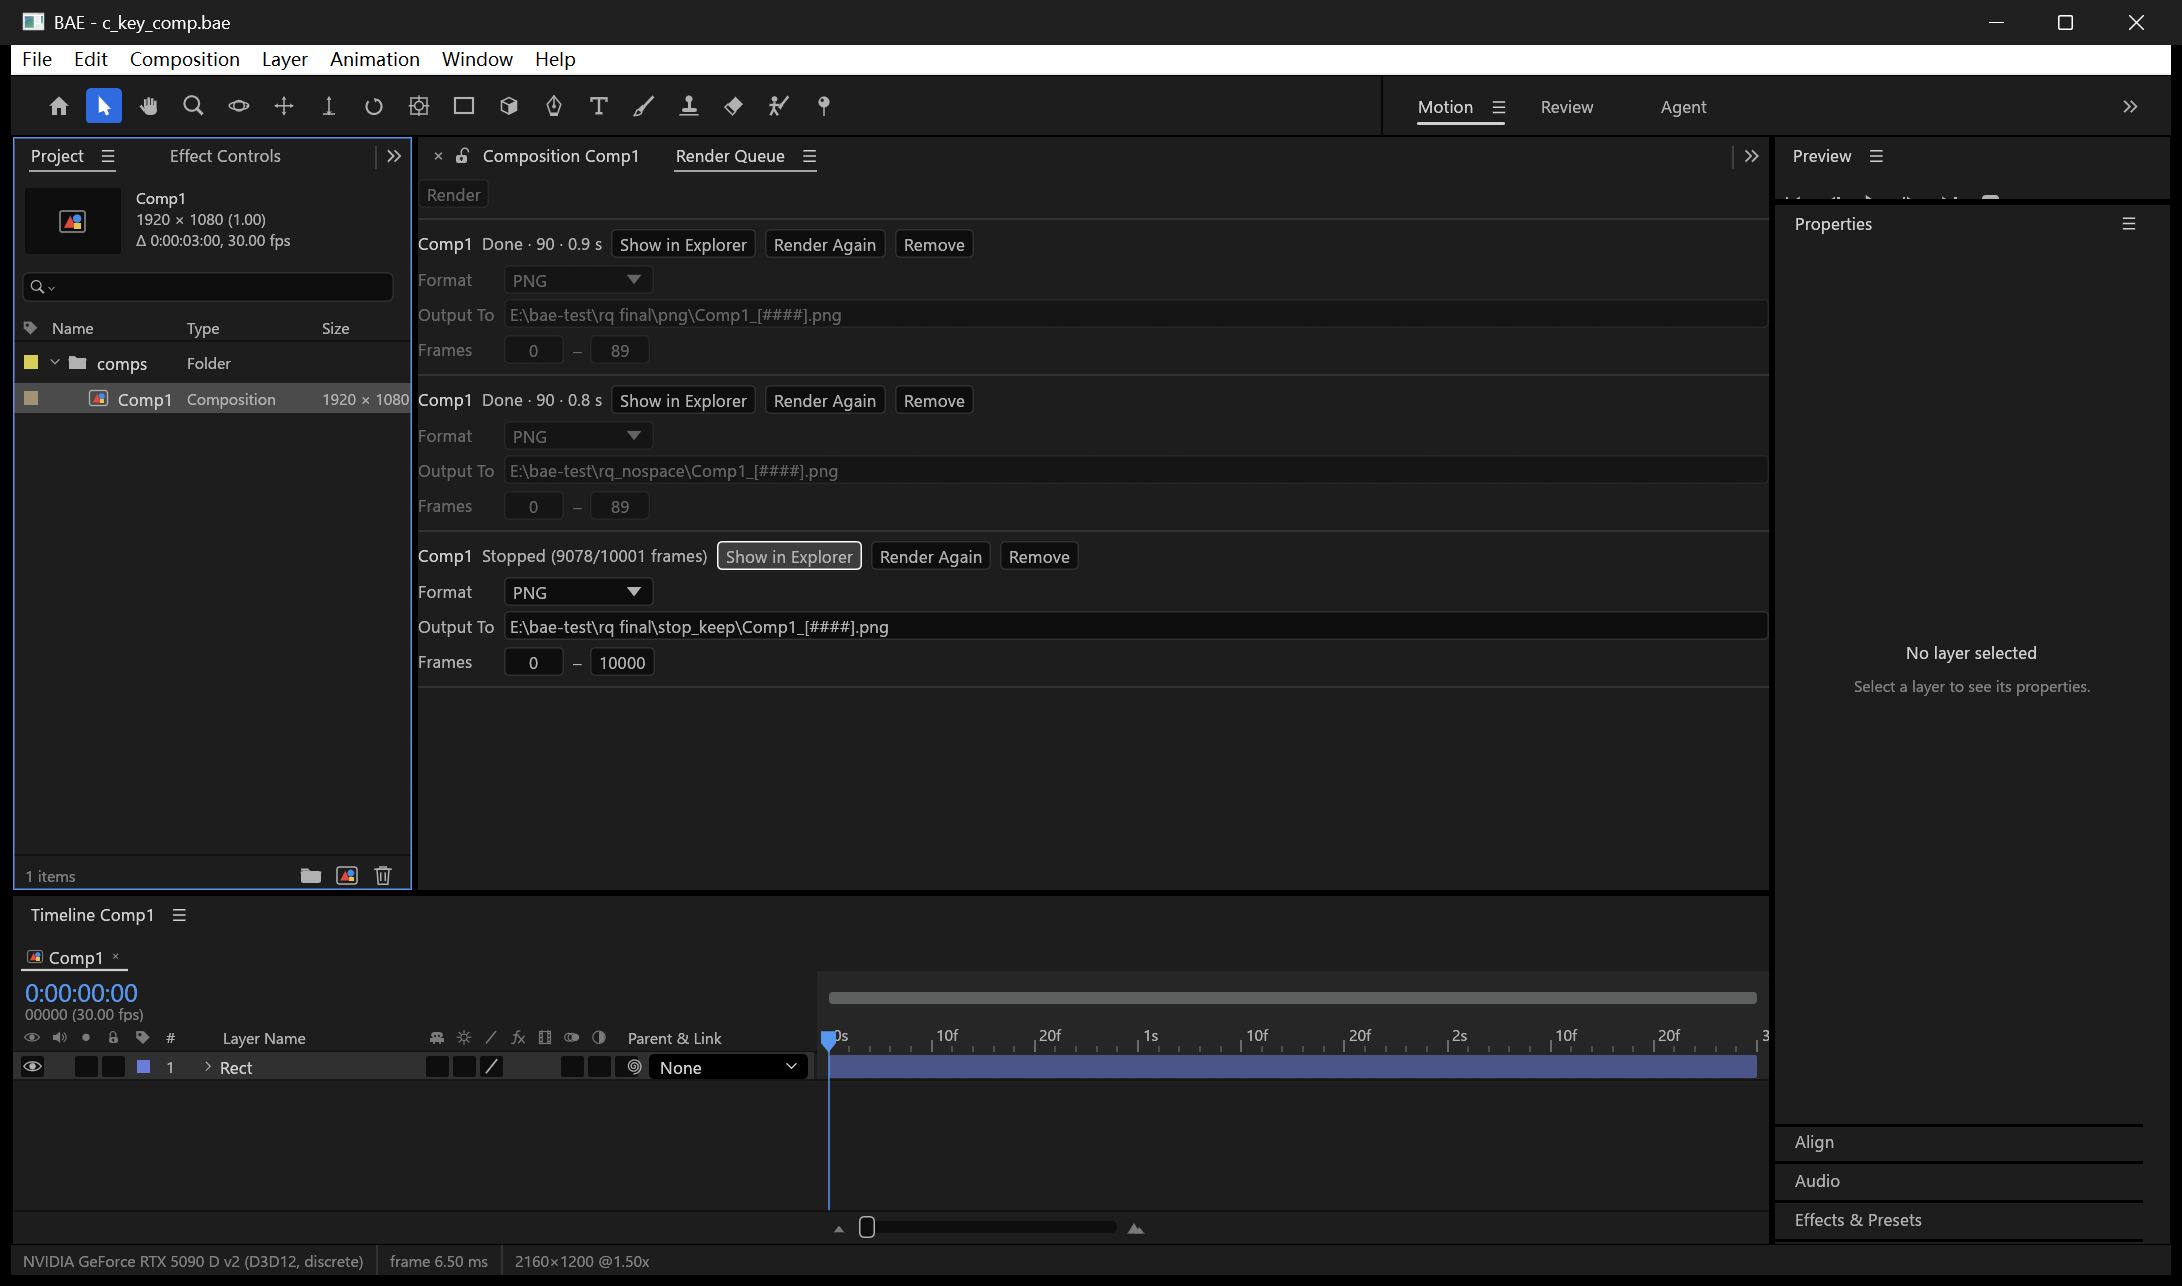 BAE - c_key_comp.bae
File Edit Composition Layer Animation Window Help
Motion Review Agent
Project Effect Controls
Comp1
1920 × 1080 (1.00)
Δ 0:00:03:00, 30.00 fps
Name Type Size
comps Folder
Comp1 Composition 1920 × 1080
1 items
× Composition Comp1 Render Queue
Render
Comp1 Done · 90 · 0.9 s Show in Explorer Render Again Remove
Format PNG
Output To E:\bae-test\rq final\png\Comp1_[####].png
Frames 0 – 89
Comp1 Done · 90 · 0.8 s Show in Explorer Render Again Remove
Format PNG
Output To E:\bae-test\rq_nospace\Comp1_[####].png
Frames 0 – 89
Comp1 Stopped (9078/10001 frames) Show in Explorer Render Again Remove
Format PNG
Output To E:\bae-test\rq final\stop_keep\Comp1_[####].png
Frames 0 – 10000
Preview
Properties
No layer selected
Select a layer to see its properties.
Align
Audio
Effects & Presets
Timeline Comp1
Comp1 ×
0:00:00:00
00000 (30.00 fps)
# Layer Name fx Parent & Link
0s 10f 20f 1s 10f 20f 2s 10f 20f 3
1 Rect None
NVIDIA GeForce RTX 5090 D v2 (D3D12, discrete) frame 6.50 ms 2160×1200 @1.50x